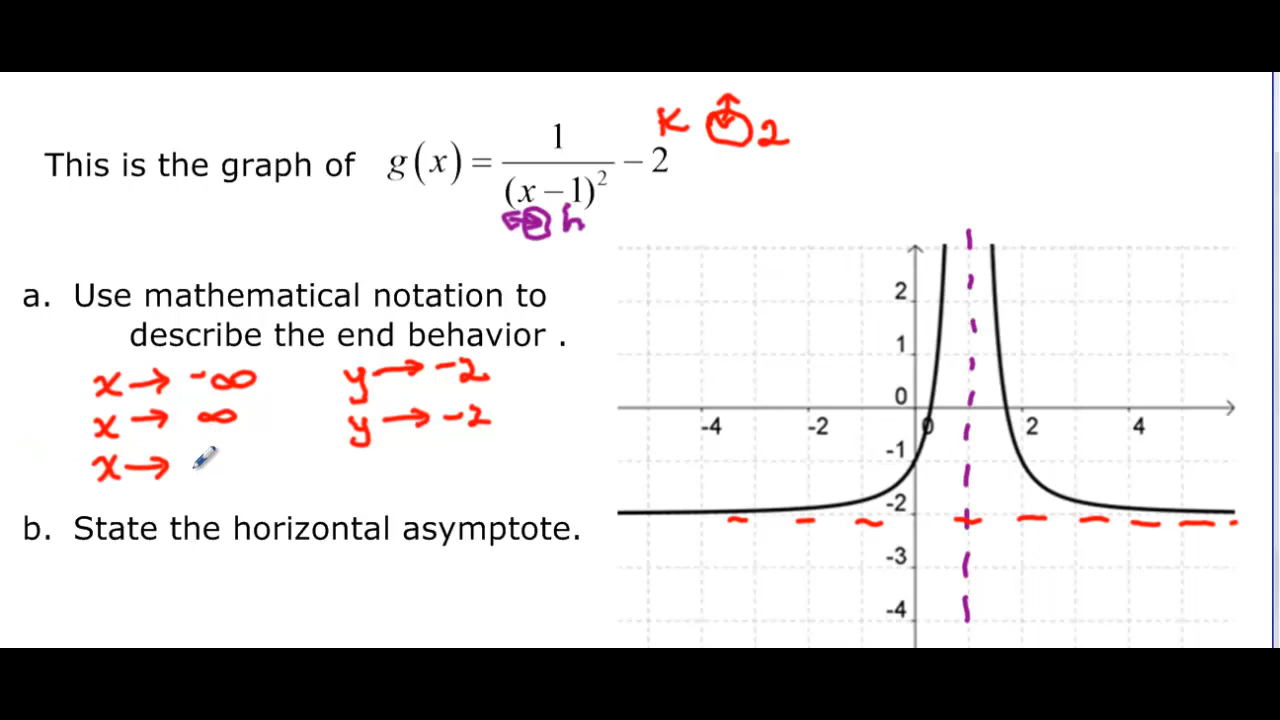 This is the graph of g(x) = 1/(x − 1)² − 2
K 2
h
a. Use mathematical notation to
describe the end behavior .
x → -∞ y → -2
x → ∞ y → -2
x →
b. State the horizontal asymptote.
2
1
0
-4 -2 0 2 4
-1
-2
-3
-4